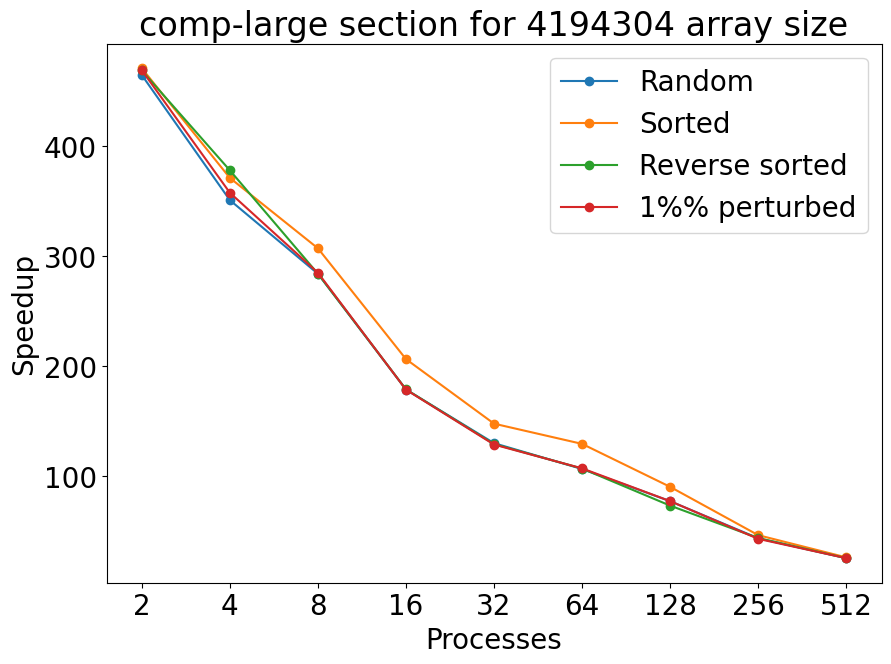 comp-large section for 4194304 array size
Random
Sorted
Reverse sorted
1%% perturbed
Speedup
400
300
200
100
2 4 8 16 32 64 128 256 512
Processes